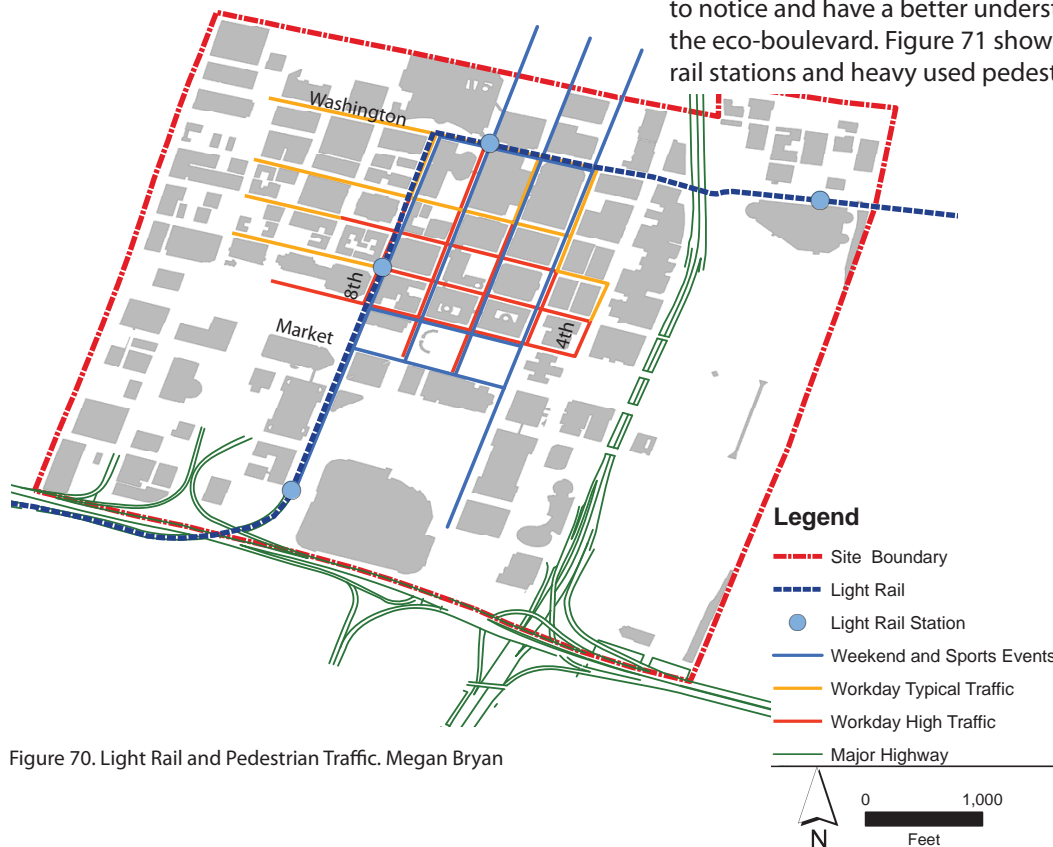 to notice and have a better underst
the eco-boulevard. Figure 71 show
rail stations and heavy used pedest
Washington
8th
4th
Market
Legend
Site Boundary
Light Rail
Light Rail Station
Weekend and Sports Events
Workday Typical Traffic
Workday High Traffic
Major Highway
Figure 70. Light Rail and Pedestrian Traffic. Megan Bryan
0 1,000
Feet
N